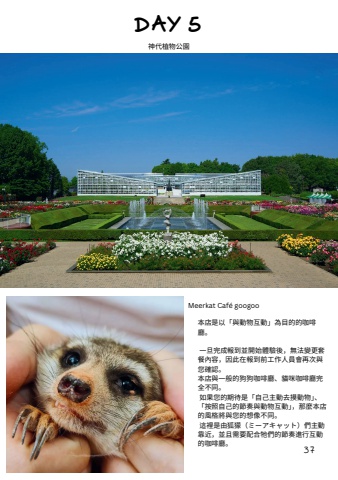 DAY 5
神代植物公園
Meerkat Café googoo
本店是以「與動物互動」為目的的咖啡
廳。
一旦完成報到並開始體驗後，無法變更套
餐內容，因此在報到前工作人員會再次與
您確認。
本店與一般的狗狗咖啡廳、貓咪咖啡廳完
全不同。
如果您的期待是「自己主動去摸動物」、
「按照自己的節奏與動物互動」，那麼本店
的風格將與您的想像不同。
這裡是由狐獴（ミーアキャット）們主動
靠近，並且需要配合牠們的節奏進行互動
的咖啡廳。
37